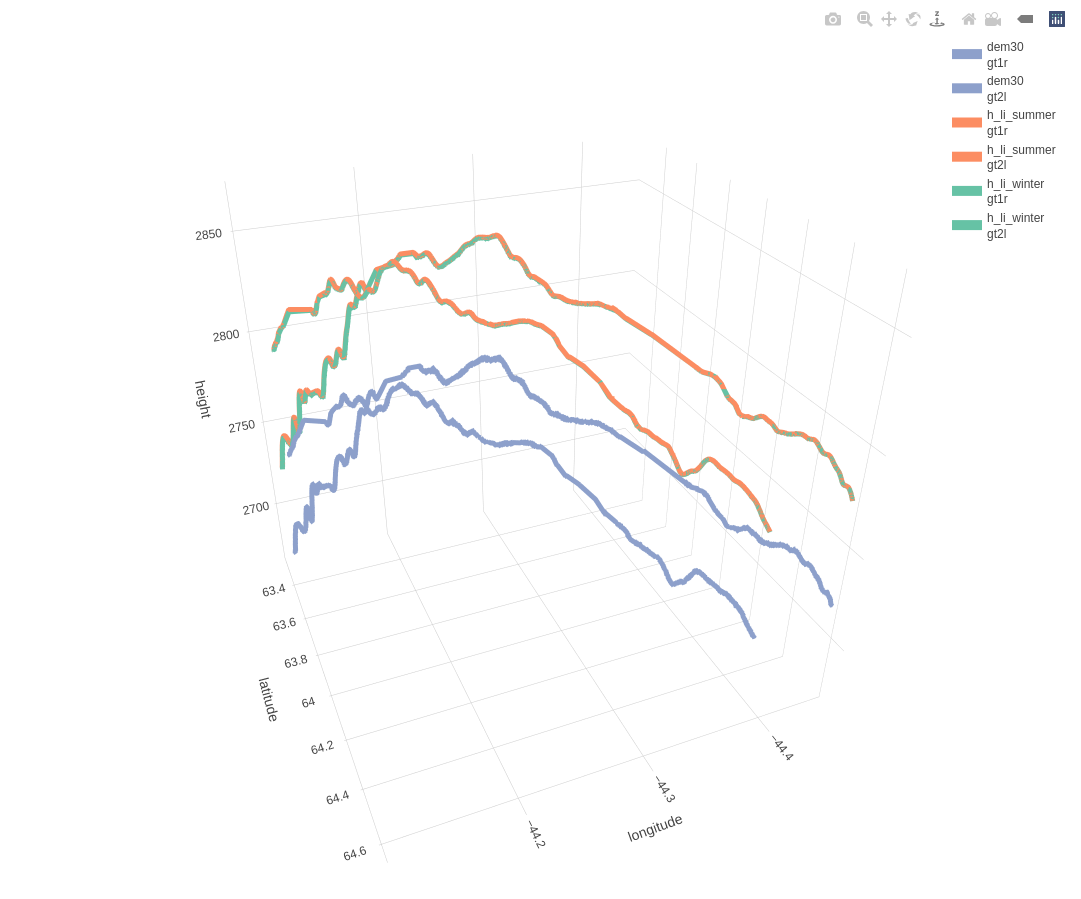 dem30
gt1r
dem30
gt2l
h_li_summer
gt1r
h_li_summer
gt2l
h_li_winter
gt1r
h_li_winter
gt2l
2850
2800
2750
2700
height
63.4
63.6
63.8
64
64.2
64.4
64.6
latitude
−44.4
−44.3
−44.2
longitude